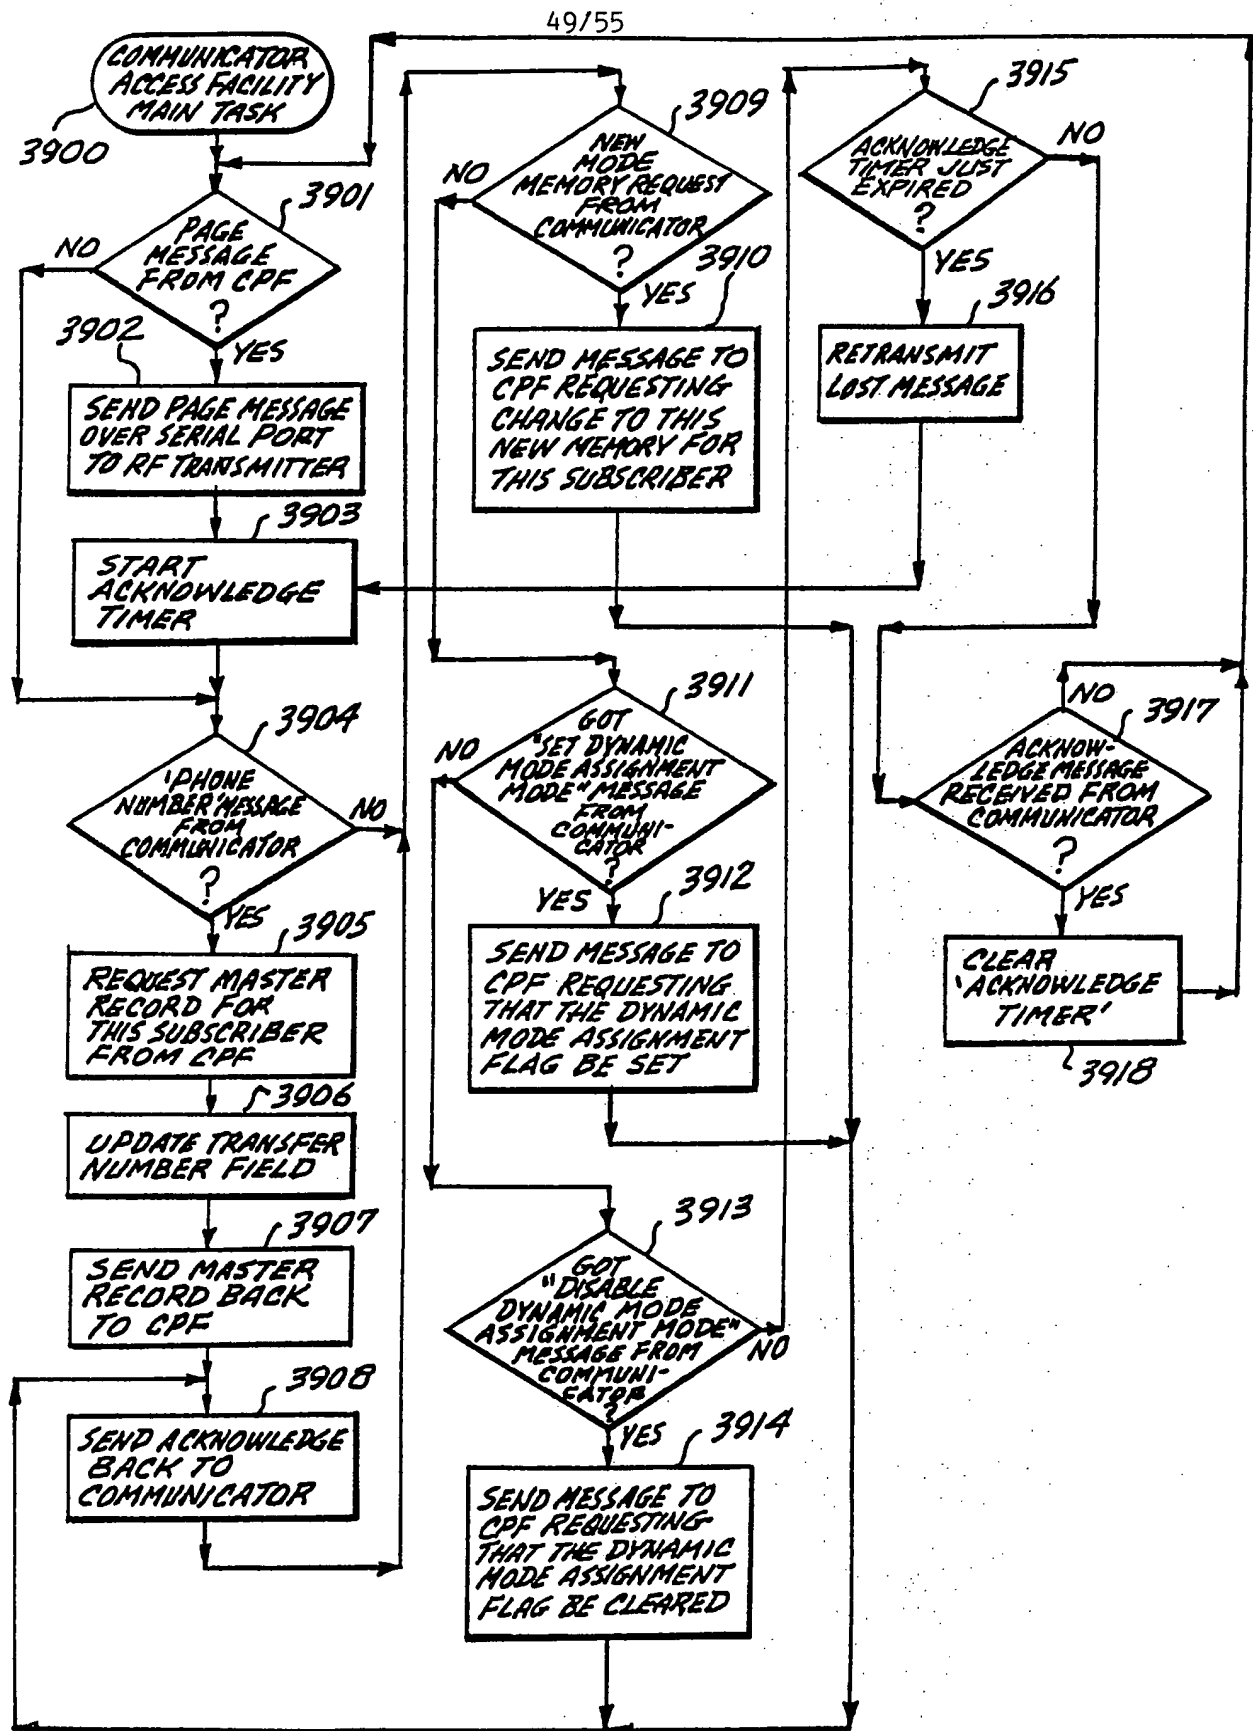 49/55
COMMUNICATOR
ACCESS FACILITY
MAIN TASK
3900
3901
PAGE
MESSAGE
FROM CPF
?
NO
YES
3902
SEND PAGE MESSAGE
OVER SERIAL PORT
TO RF TRANSMITTER
3903
START
ACKNOWLEDGE
TIMER
3904
'PHONE
NUMBER' MESSAGE
FROM
COMMUNICATOR
?
NO
YES
3905
REQUEST MASTER
RECORD FOR
THIS SUBSCRIBER
FROM CPF
3906
UPDATE TRANSFER
NUMBER FIELD
3907
SEND MASTER
RECORD BACK
TO CPF
3908
SEND ACKNOWLEDGE
BACK TO
COMMUNICATOR
3909
NEW
MODE
MEMORY REQUEST
FROM
COMMUNICATOR
?
NO
YES
3910
SEND MESSAGE TO
CPF REQUESTING
CHANGE TO THIS
NEW MEMORY FOR
THIS SUBSCRIBER
3911
GOT
"SET DYNAMIC
MODE ASSIGNMENT
MODE" MESSAGE
FROM
COMMUNI-
CATOR
?
NO
YES
3912
SEND MESSAGE TO
CPF REQUESTING
THAT THE DYNAMIC
MODE ASSIGNMENT
FLAG BE SET
3913
GOT
"DISABLE
DYNAMIC MODE
ASSIGNMENT MODE"
MESSAGE FROM
COMMUNI-
CATOR
?
NO
YES
3914
SEND MESSAGE TO
CPF REQUESTING
THAT THE DYNAMIC
MODE ASSIGNMENT
FLAG BE CLEARED
3915
ACKNOWLEDGE
TIMER JUST
EXPIRED
?
NO
YES
3916
RETRANSMIT
LOST MESSAGE
3917
ACKNOW-
LEDGE MESSAGE
RECEIVED FROM
COMMUNICATOR
?
NO
YES
CLEAR
'ACKNOWLEDGE
TIMER'
3918